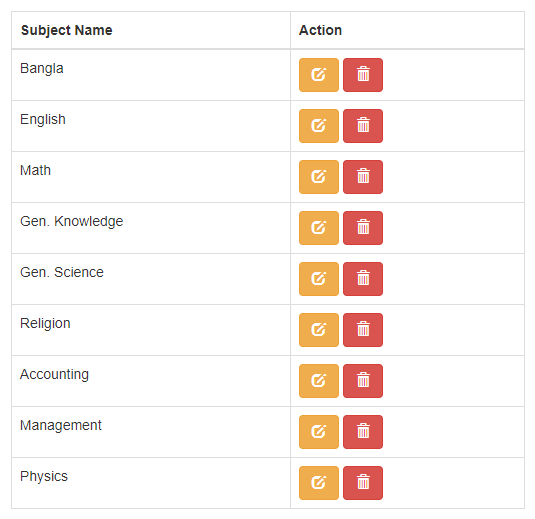 Subject Name Action
Bangla
English
Math
Gen. Knowledge
Gen. Science
Religion
Accounting
Management
Physics